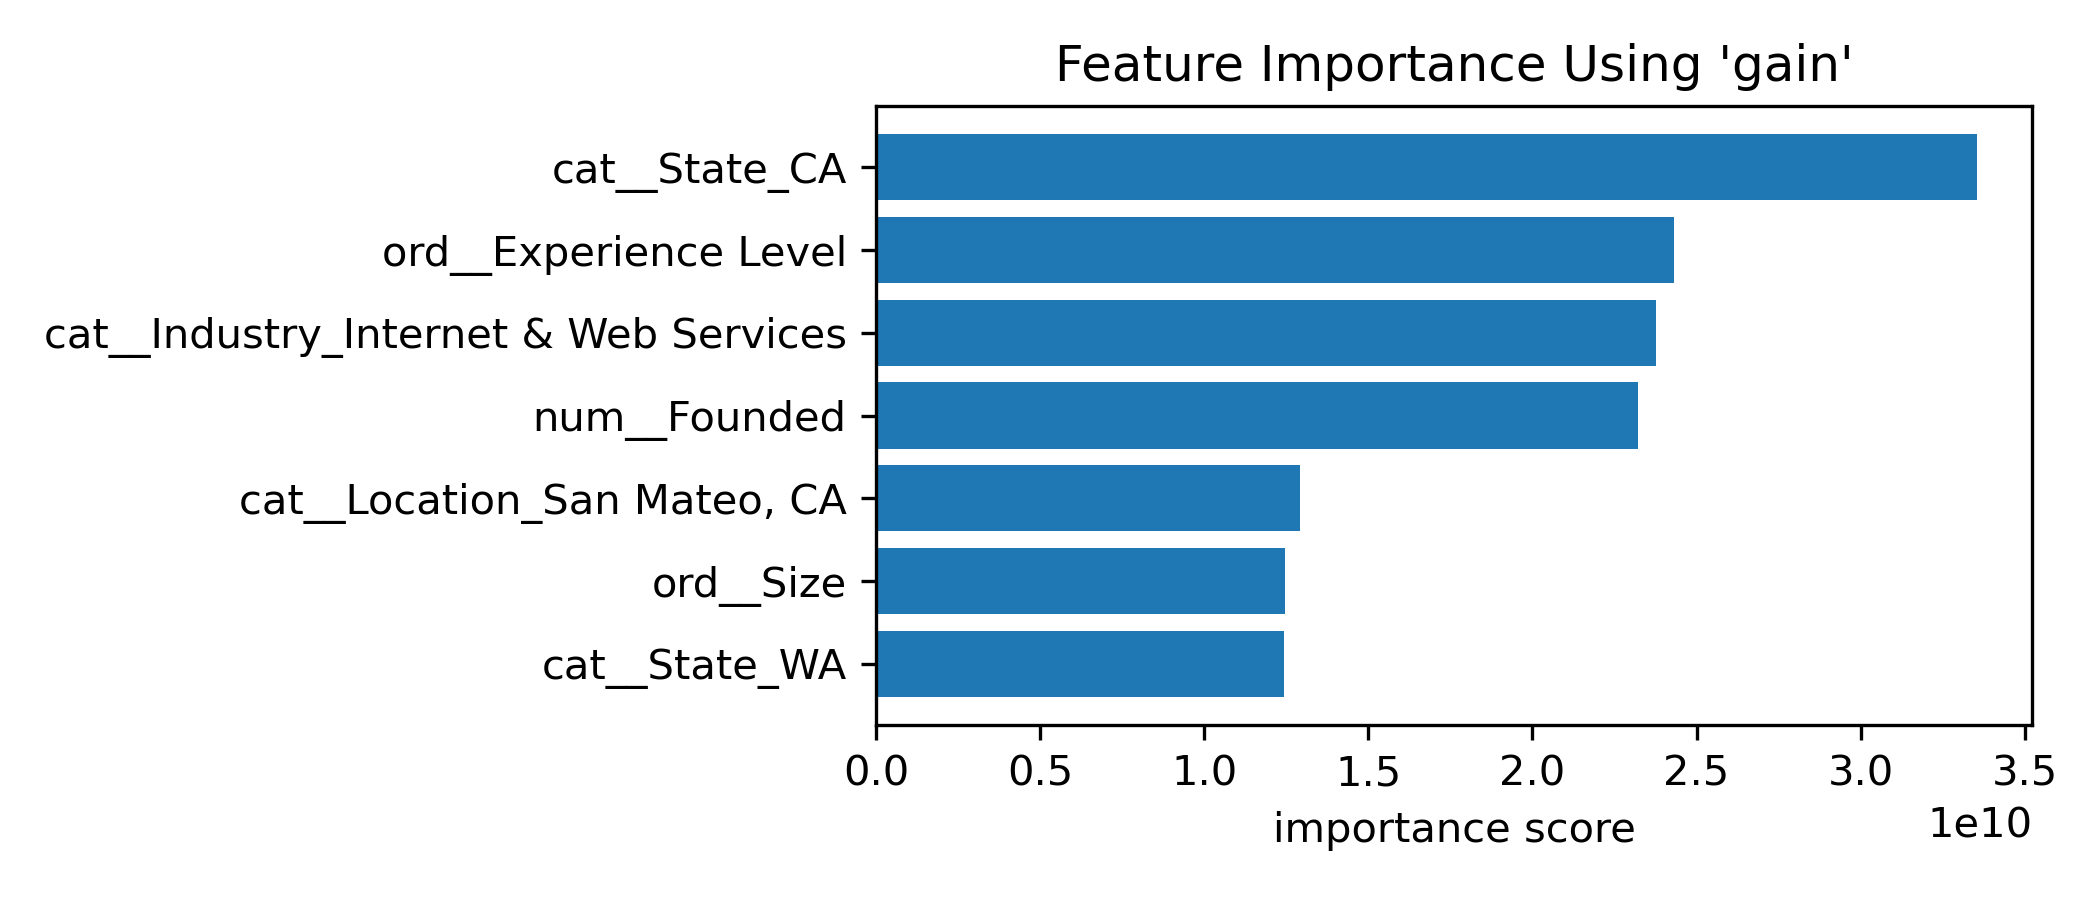 Feature Importance Using 'gain'
cat__State_CA
ord__Experience Level
cat__Industry_Internet & Web Services
num__Founded
cat__Location_San Mateo, CA
ord__Size
cat__State_WA
0.0 0.5 1.0 1.5 2.0 2.5 3.0 3.5
importance score 1e10